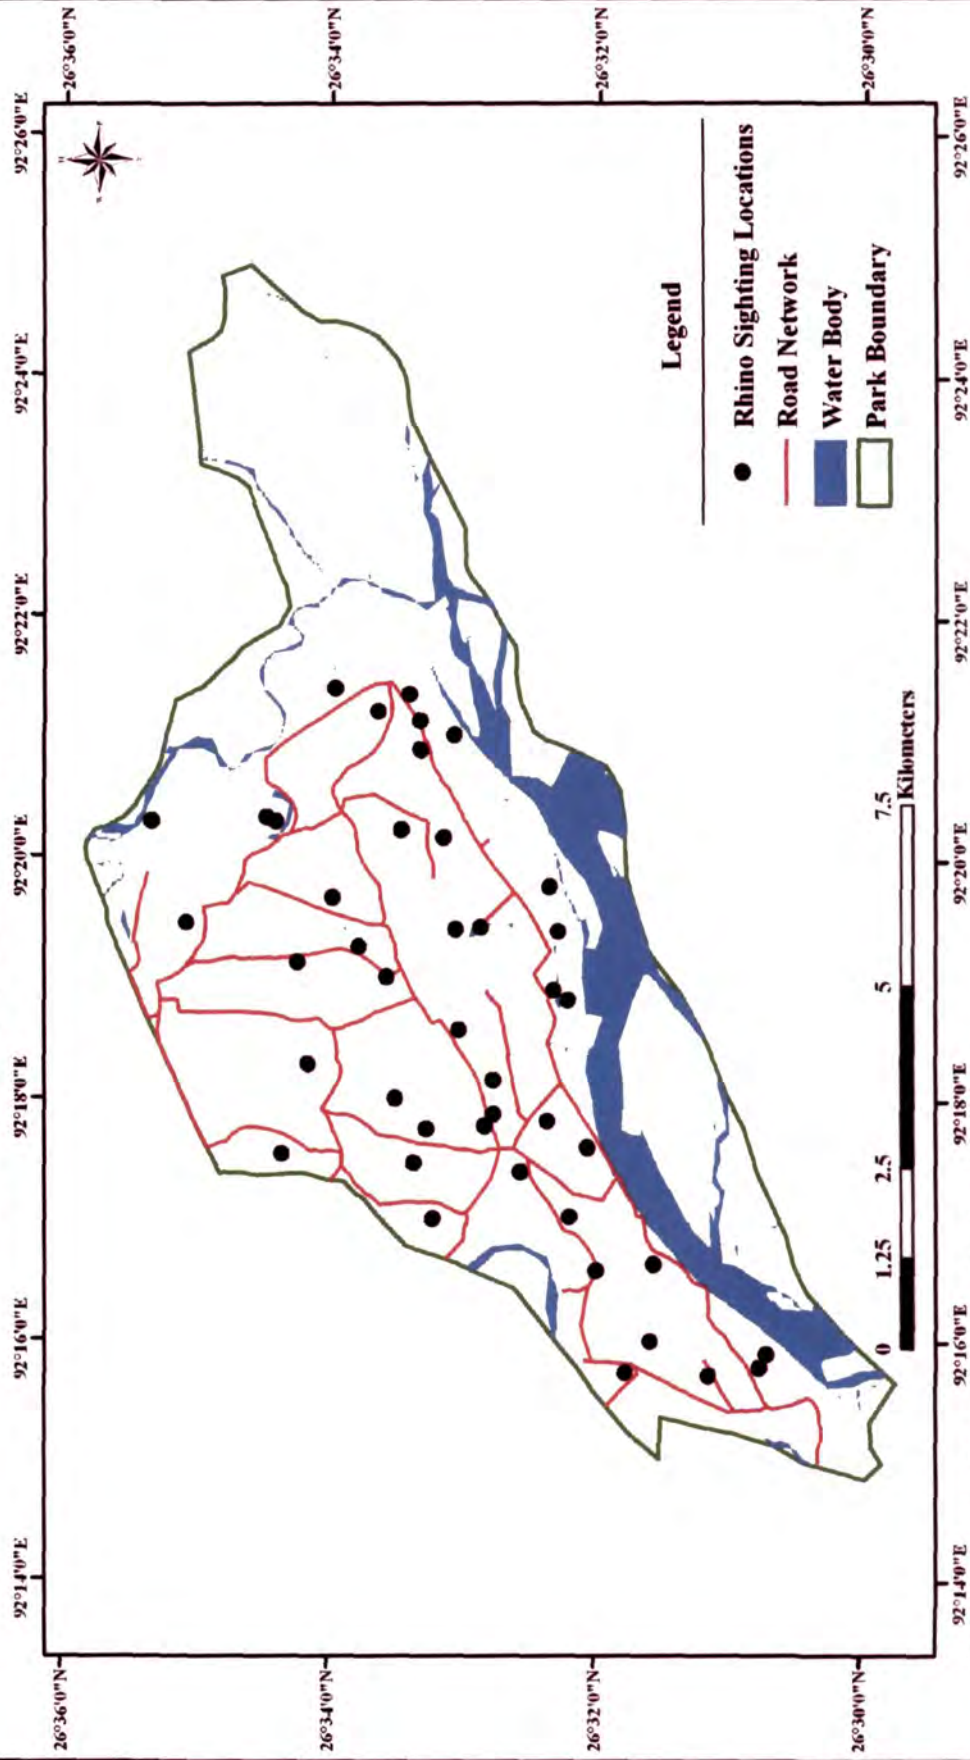 92°14'0"E 92°16'0"E 92°18'0"E 92°20'0"E 92°22'0"E 92°24'0"E 92°26'0"E
26°36'0"N 26°36'0"N
26°34'0"N 26°34'0"N
26°32'0"N 26°32'0"N
26°30'0"N 26°30'0"N
Legend
Rhino Sighting Locations
Road Network
Water Body
Park Boundary
0 1.25 2.5 5 7.5
Kilometers
92°14'0"E 92°16'0"E 92°18'0"E 92°20'0"E 92°22'0"E 92°24'0"E 92°26'0"E